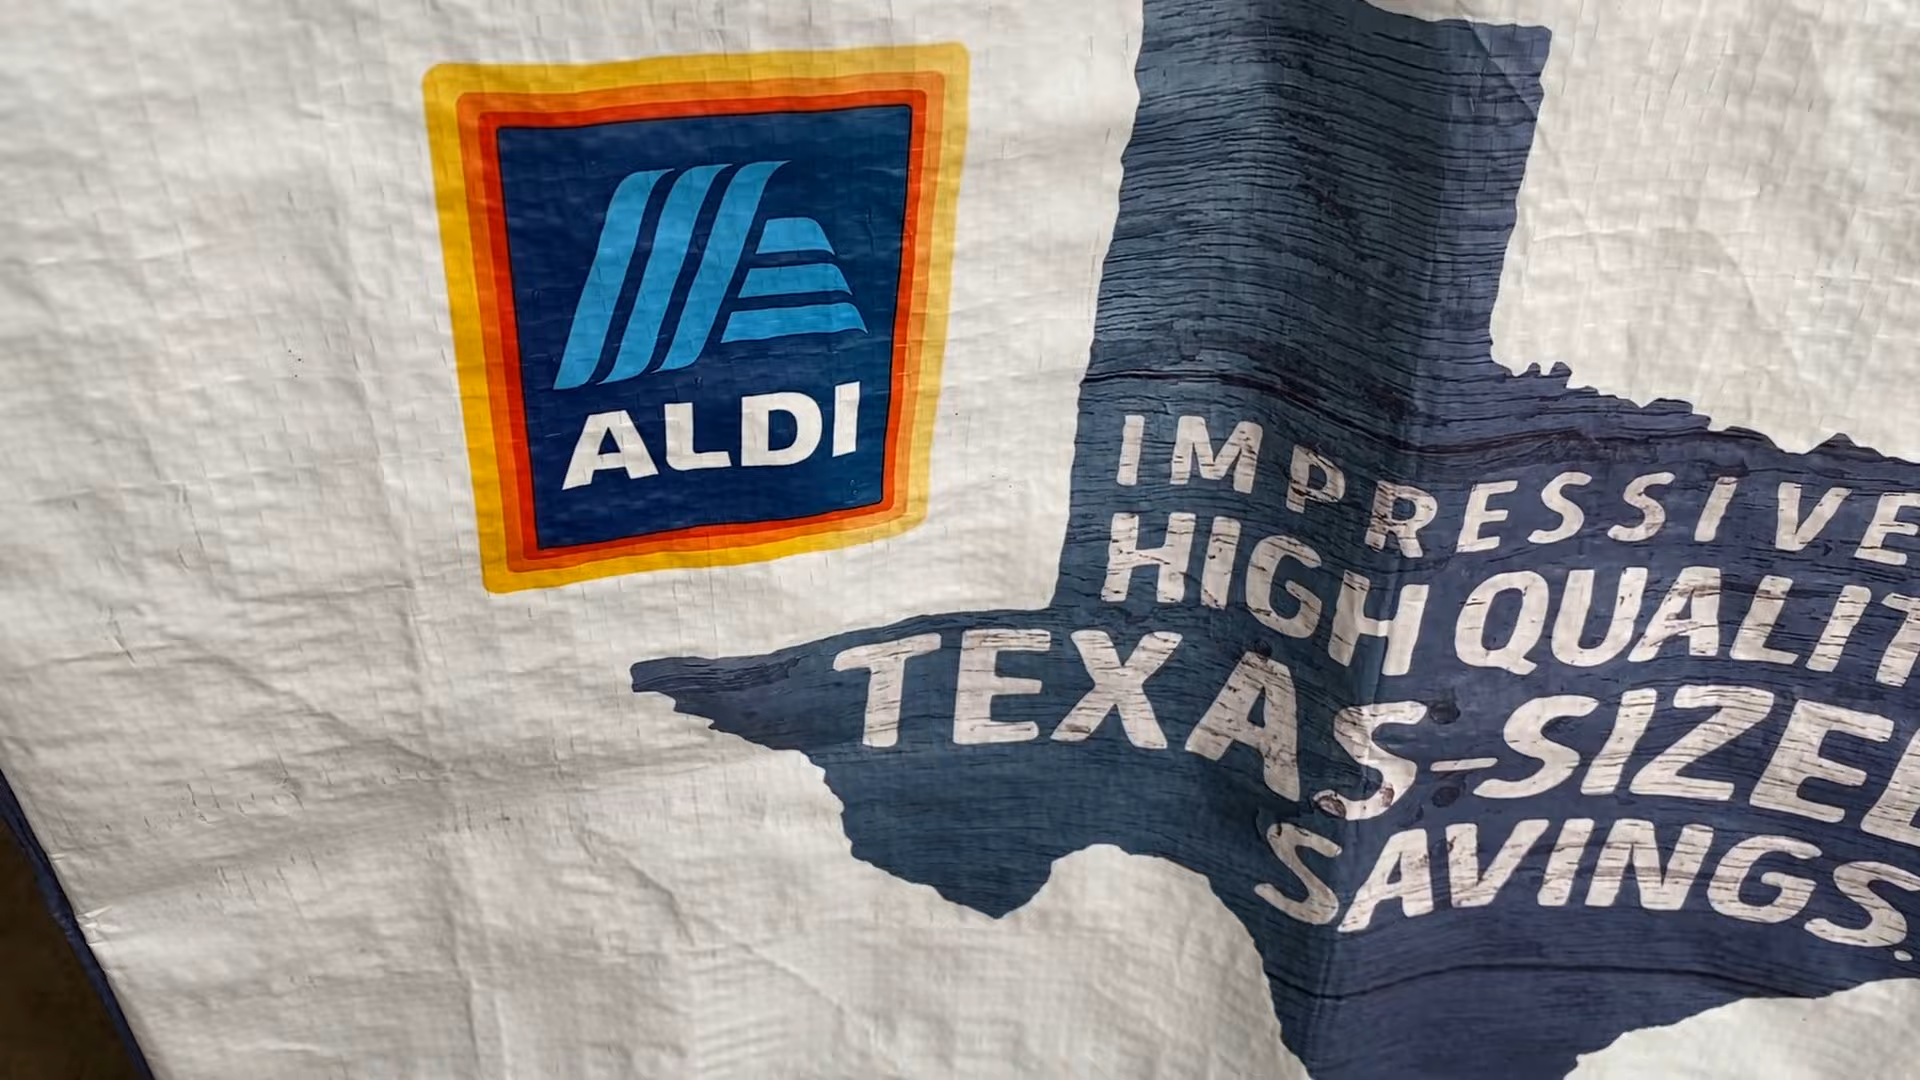 ALDI
IMPRESSIVE
HIGH QUALIT
TEXAS-SIZE
SAVINGS.